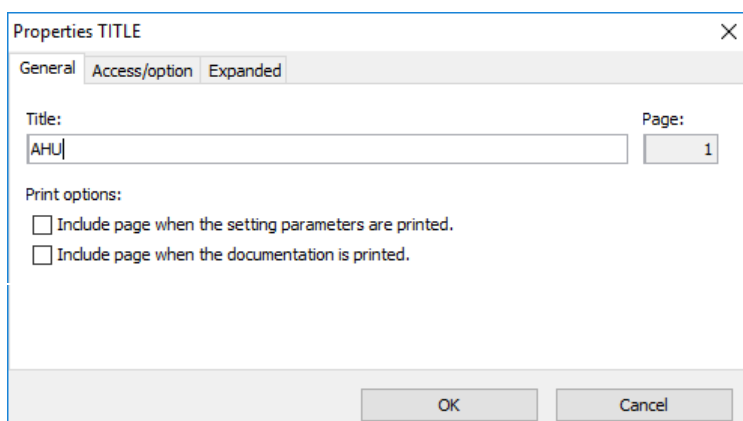 Properties TITLE
General Access/option Expanded
Title: Page:
AHU 1
Print options:
Include page when the setting parameters are printed.
Include page when the documentation is printed.
OK Cancel